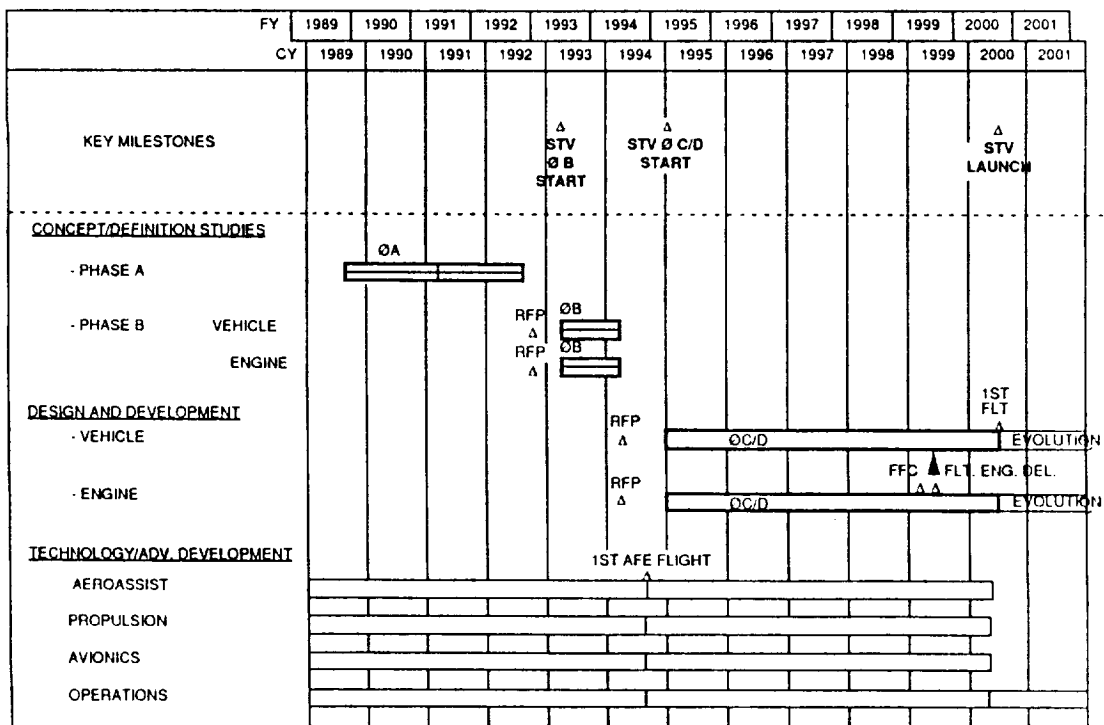 FY 1989 1990 1991 1992 1993 1994 1995 1996 1997 1998 1999 2000 2001
CY 1989 1990 1991 1992 1993 1994 1995 1996 1997 1998 1999 2000 2001
KEY MILESTONES
STV
Ø B
START
STV Ø C/D
START
STV
LAUNCH
CONCEPT/DEFINITION STUDIES
- PHASE A
ØA
- PHASE B VEHICLE
RFP ØB
ENGINE
RFP ØB
DESIGN AND DEVELOPMENT
1ST
FLT
- VEHICLE
RFP
ØC/D
EVOLUTION
FFC FLT. ENG. DEL.
- ENGINE
RFP
ØC/D
EVOLUTION
TECHNOLOGY/ADV. DEVELOPMENT
1ST AFE FLIGHT
AEROASSIST
PROPULSION
AVIONICS
OPERATIONS